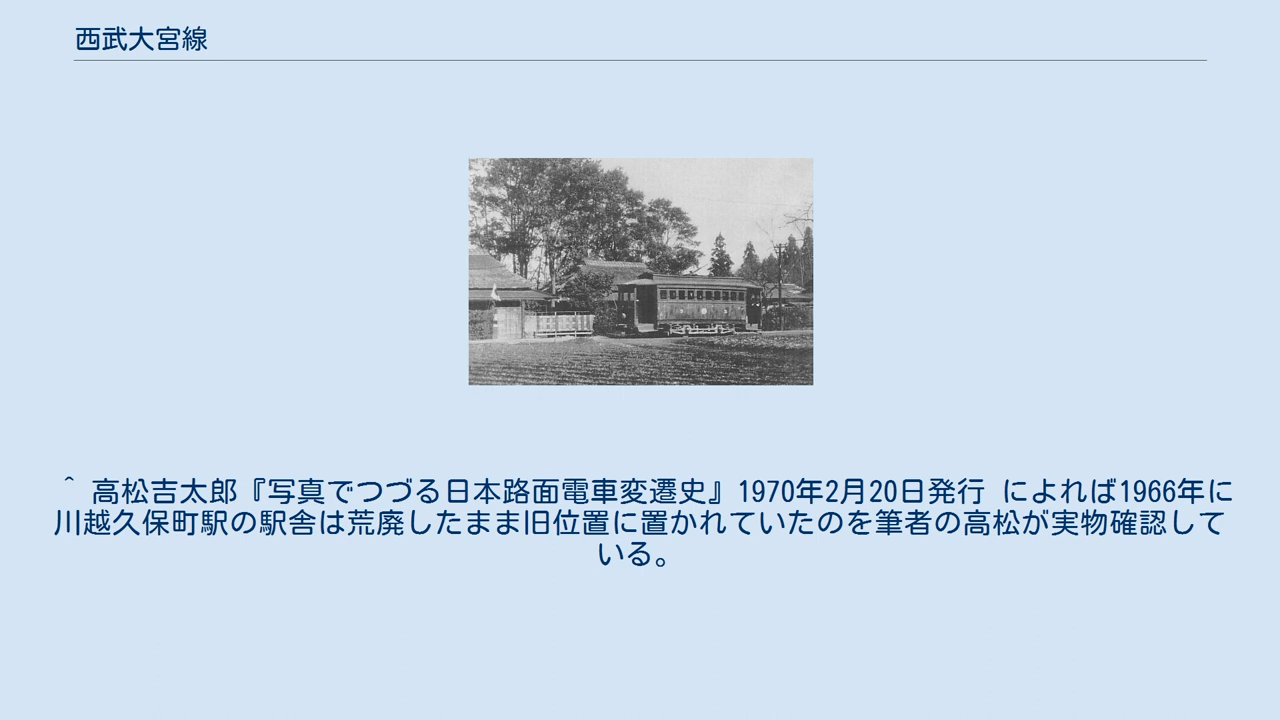 西武大宮線
^ 高松吉太郎『写真でつづる日本路面電車変遷史』1970年2月20日発行 によれば1966年に
川越久保町駅の駅舎は荒廃したまま旧位置に置かれていたのを筆者の高松が実物確認して
いる。